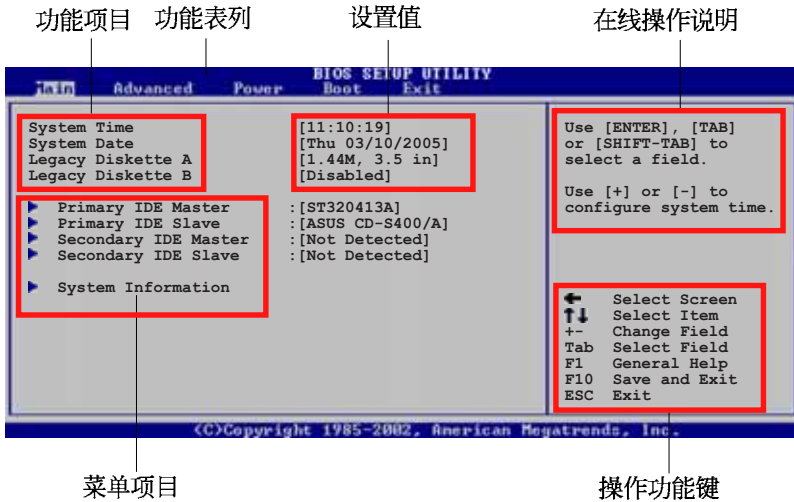 功能项目 功能表列 设置值 在线操作说明
BIOS SETUP UTILITY
Main Advanced Power Boot Exit
System Time [11:10:19]
System Date [Thu 03/10/2005]
Legacy Diskette A [1.44M, 3.5 in]
Legacy Diskette B [Disabled]
Primary IDE Master :[ST320413A]
Primary IDE Slave :[ASUS CD-S400/A]
Secondary IDE Master :[Not Detected]
Secondary IDE Slave :[Not Detected]
System Information
Use [ENTER], [TAB]
or [SHIFT-TAB] to
select a field.
Use [+] or [-] to
configure system time.
← Select Screen
↑↓ Select Item
+- Change Field
Tab Select Field
F1 General Help
F10 Save and Exit
ESC Exit
(C)Copyright 1985-2002, American Megatrends, Inc.
菜单项目 操作功能键